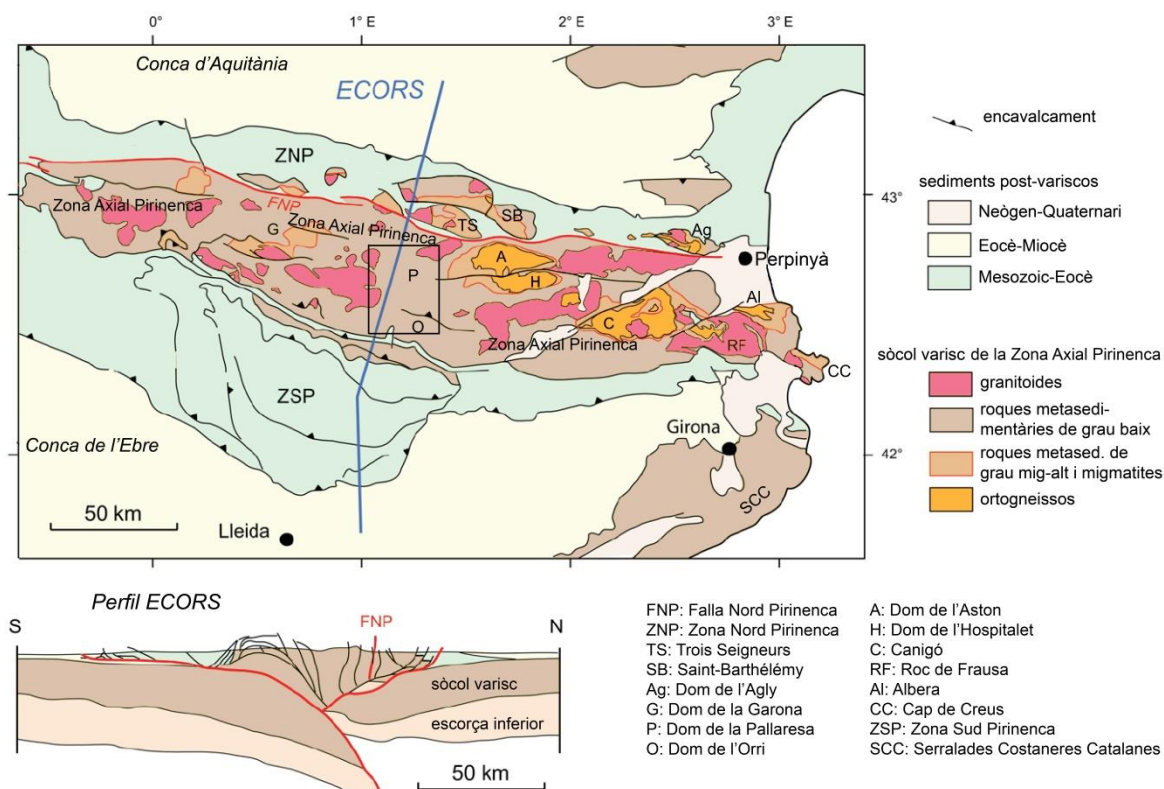 0°
1° E
2° E
3° E
Conca d'Aquitània
ECORS
ZNP
43°
FNP
Zona Axial Pirinenca
Zona Axial Pirinenca
G
TS
SB
Ag
Perpinyà
A
P
H
Al
O
C
Zona Axial Pirinenca
RF
CC
ZSP
Conca de l'Ebre
Girona
42°
SCC
50 km
Lleida
encavalcament
sediments post-variscos
Neògen-Quaternari
Eocè-Miocè
Mesozoic-Eocè
sòcol varisc de la Zona Axial Pirinenca
granitoides
roques metasedi-
mentàries de grau baix
roques metased. de
grau mig-alt i migmatites
ortogneissos
Perfil ECORS
S
FNP
N
sòcol varisc
escorça inferior
50 km
FNP: Falla Nord Pirinenca
ZNP: Zona Nord Pirinenca
TS: Trois Seigneurs
SB: Saint-Barthélémy
Ag: Dom de l'Agly
G: Dom de la Garona
P: Dom de la Pallaresa
O: Dom de l'Orri
A: Dom de l'Aston
H: Dom de l'Hospitalet
C: Canigó
RF: Roc de Frausa
Al: Albera
CC: Cap de Creus
ZSP: Zona Sud Pirinenca
SCC: Serralades Costaneres Catalanes